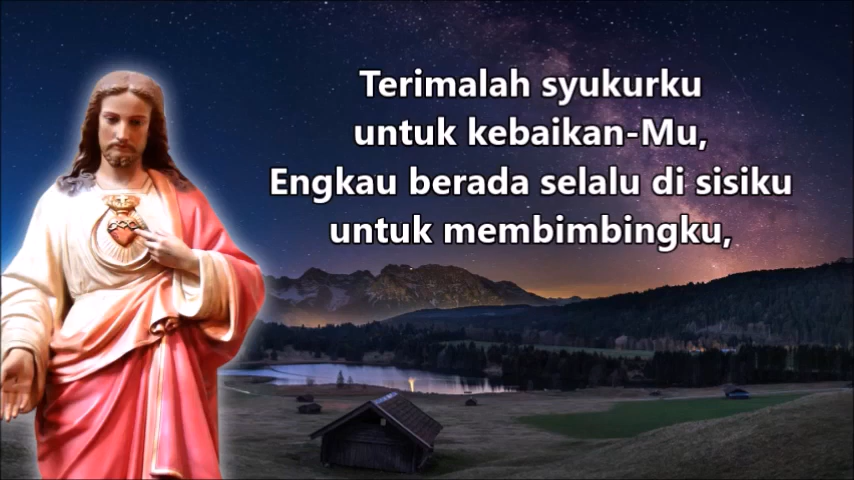 Terimalah syukurku
untuk kebaikan-Mu,
Engkau berada selalu di sisiku
untuk membimbingku,